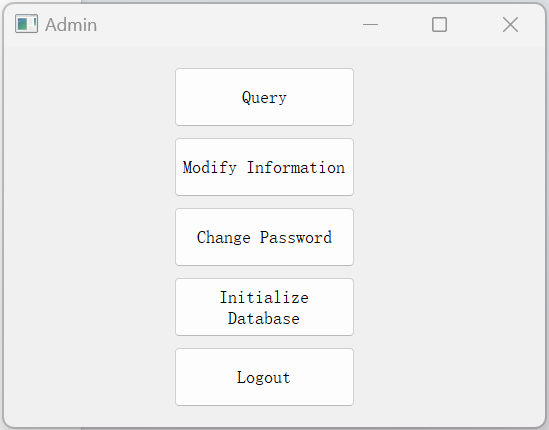 Admin
Query
Modify Information
Change Password
Initialize
Database
Logout